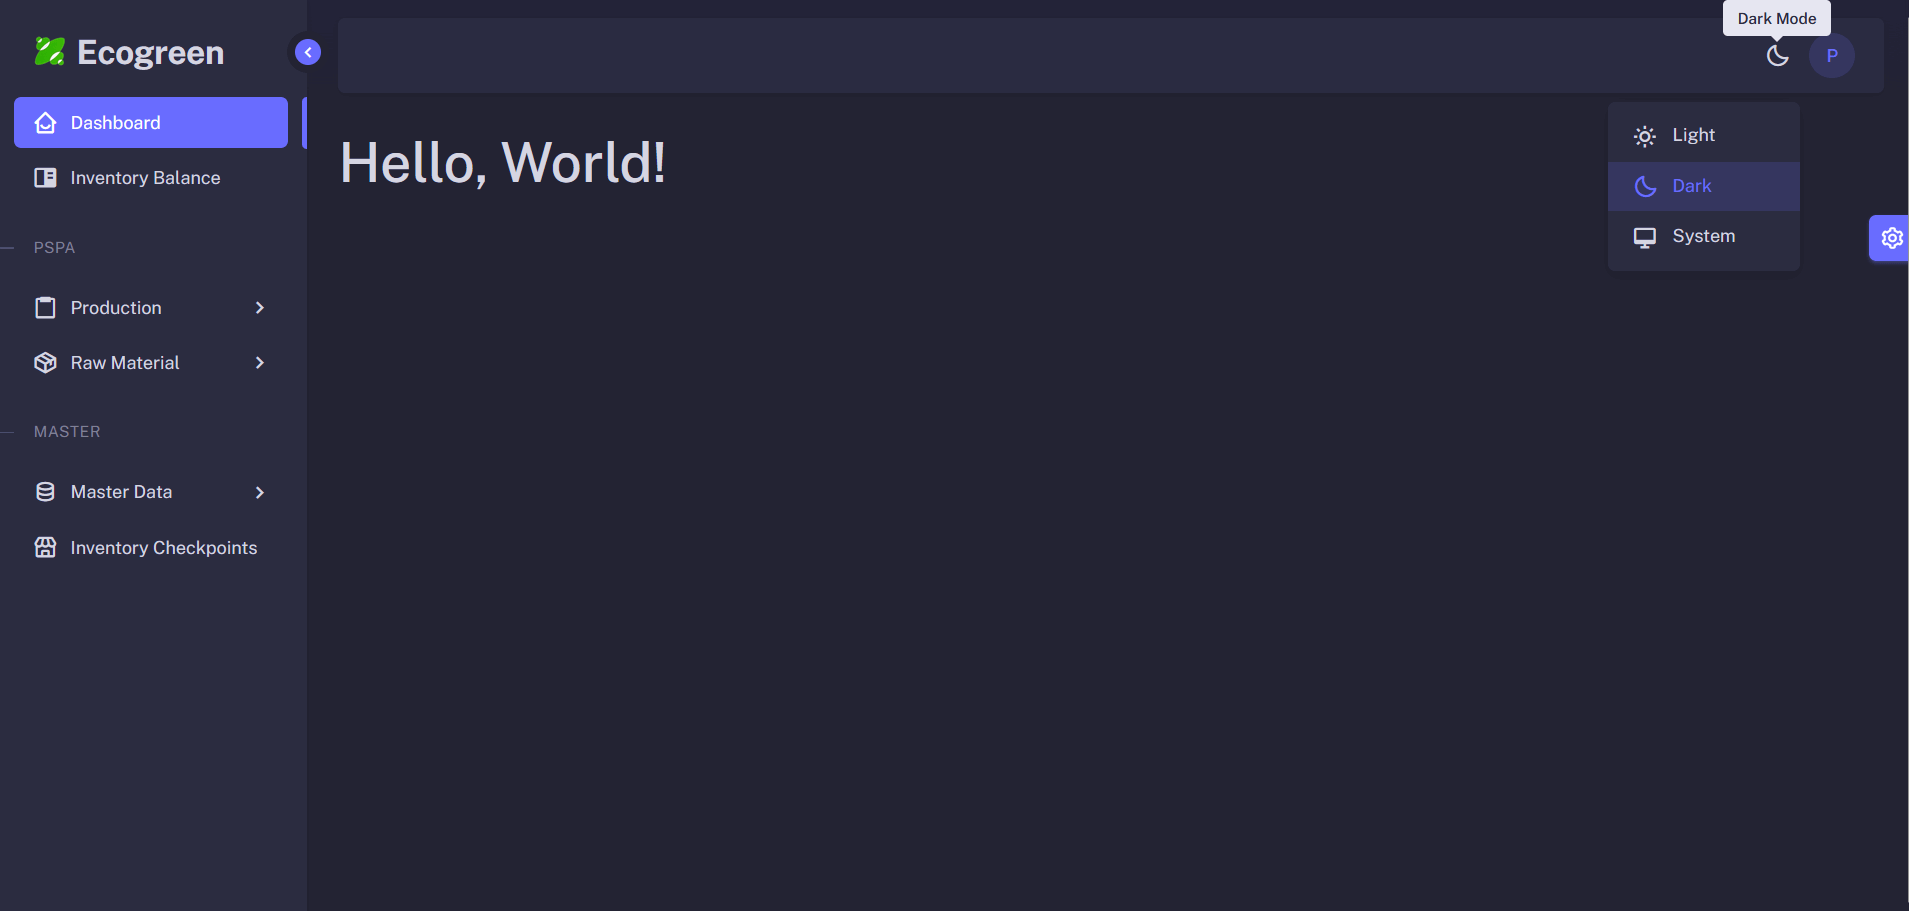 Ecogreen
Dashboard
Inventory Balance
PSPA
Production
Raw Material
MASTER
Master Data
Inventory Checkpoints
Dark Mode
P
Light
Dark
System
Hello, World!